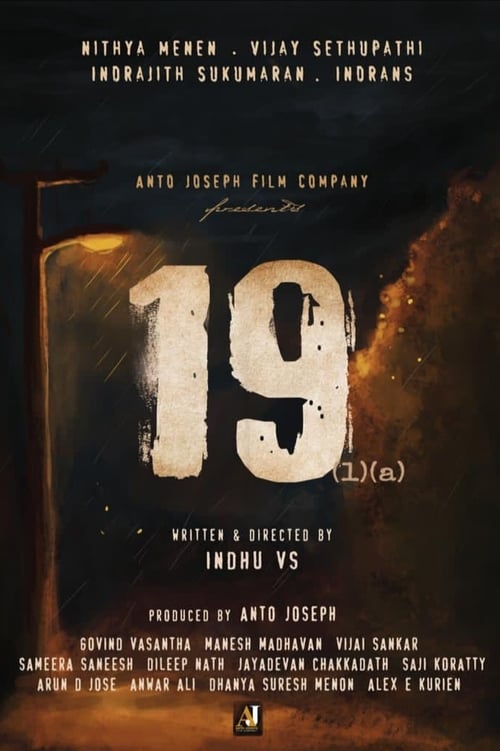 NITHYA MENEN . VIJAY SETHUPATHI
INDRAJITH SUKUMARAN . INDRANS
ANTO JOSEPH FILM COMPANY
presents
19
(1)(a)
WRITTEN & DIRECTED BY
INDHU VS
PRODUCED BY ANTO JOSEPH
GOVIND VASANTHA MANESH MADHAVAN VIJAI SANKAR
SAMEERA SANEESH DILEEP NATH JAYADEVAN CHAKKADATH SAJI KORATTY
ARUN D JOSE ANWAR ALI DHANYA SURESH MENON ALEX E KURIEN
AJ